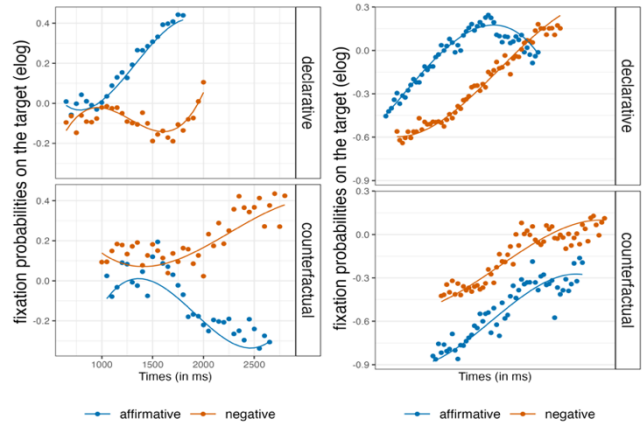 fixation probabilities on the target (elog)
0.4
0.2
0.0
-0.2
declarative
0.4
0.2
0.0
-0.2
counterfactual
1000 1500 2000 2500
Times (in ms)
affirmative negative
fixation probabilities on the target (elog)
0.3
0.0
-0.3
-0.6
-0.9
declarative
0.3
0.0
-0.3
-0.6
-0.9
counterfactual
Times (in ms)
affirmative negative